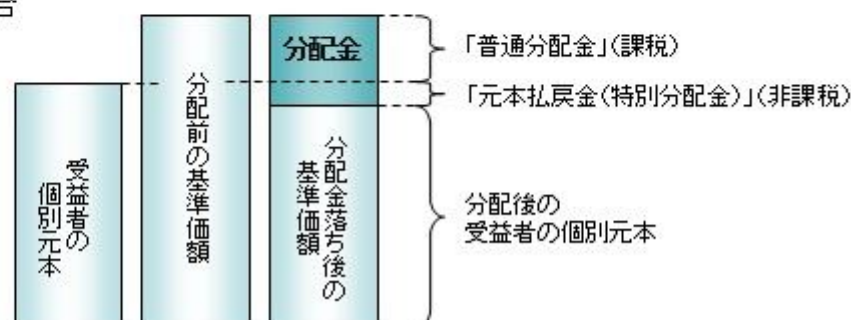 分配金
「普通分配金」(課税)
「元本払戻金(特別分配金)」(非課税)
受益者の
個別元本
分配前の基準価額
分配金落ち後の
基準価額
分配後の
受益者の個別元本